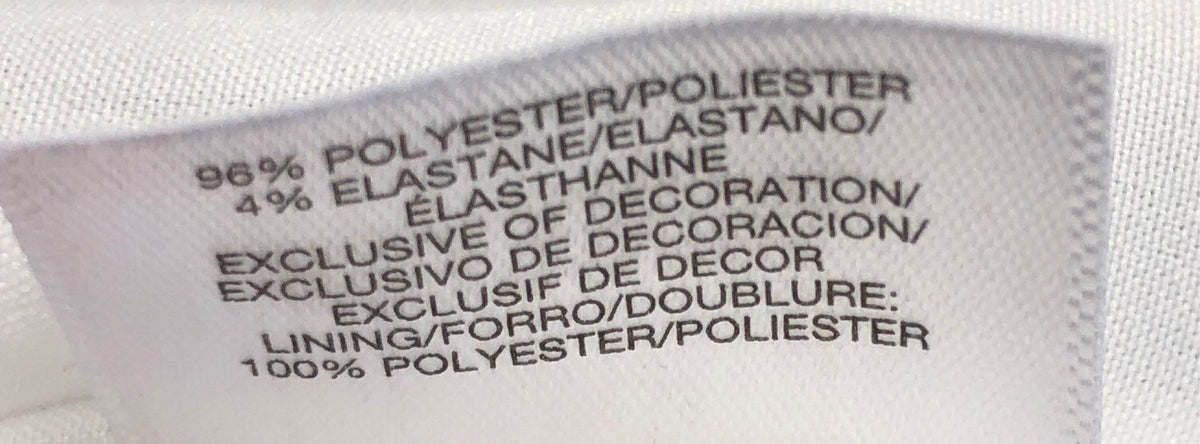 96% POLYESTER/POLIESTER
4% ELASTANE/ELASTANO/
ÉLASTHANNE
EXCLUSIVE OF DECORATION/
EXCLUSIVO DE DECORACION/
EXCLUSIF DE DECOR
LINING/FORRO/DOUBLURE:
100% POLYESTER/POLIESTER